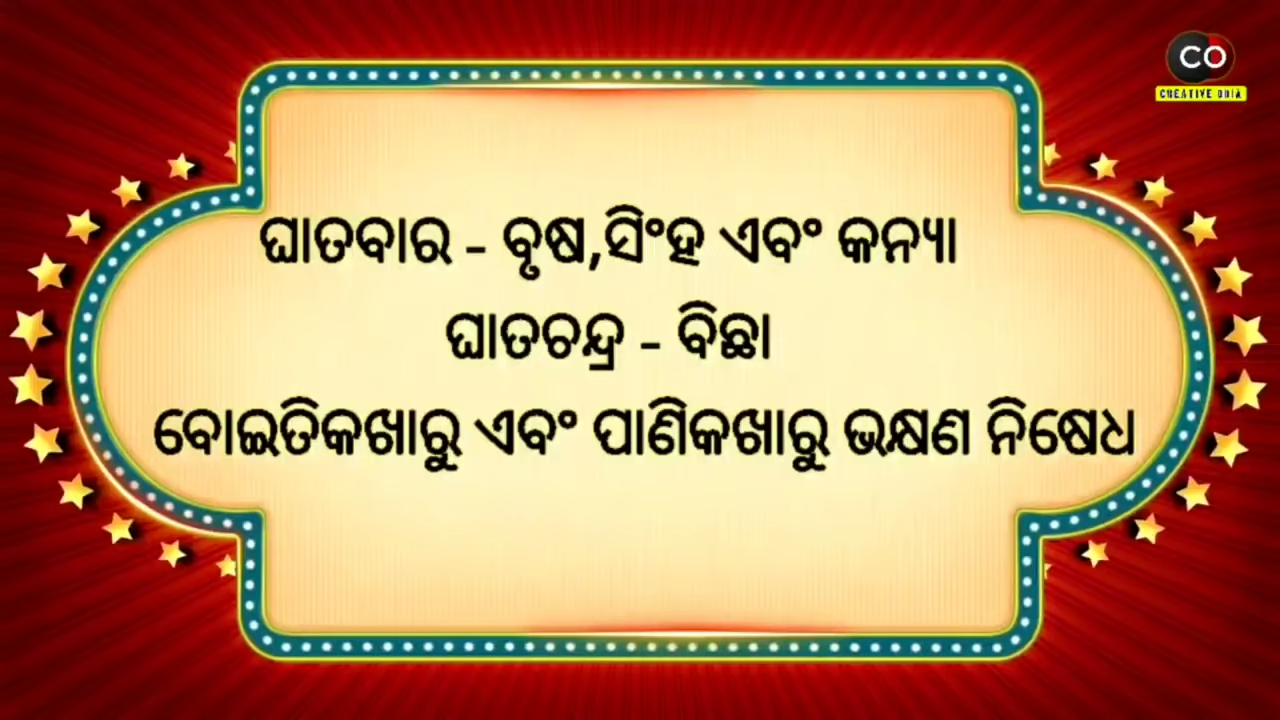 CO
CREATIVE ODIA
ଘାତବାର - ବୃଷ,ସିଂହ ଏବଂ କନ୍ୟା
ଘାତଚନ୍ଦ୍ର - ବିଛା
ବୋଇତିକଖାରୁ ଏବଂ ପାଣିକଖାରୁ ଭକ୍ଷଣ ନିଷେଧ